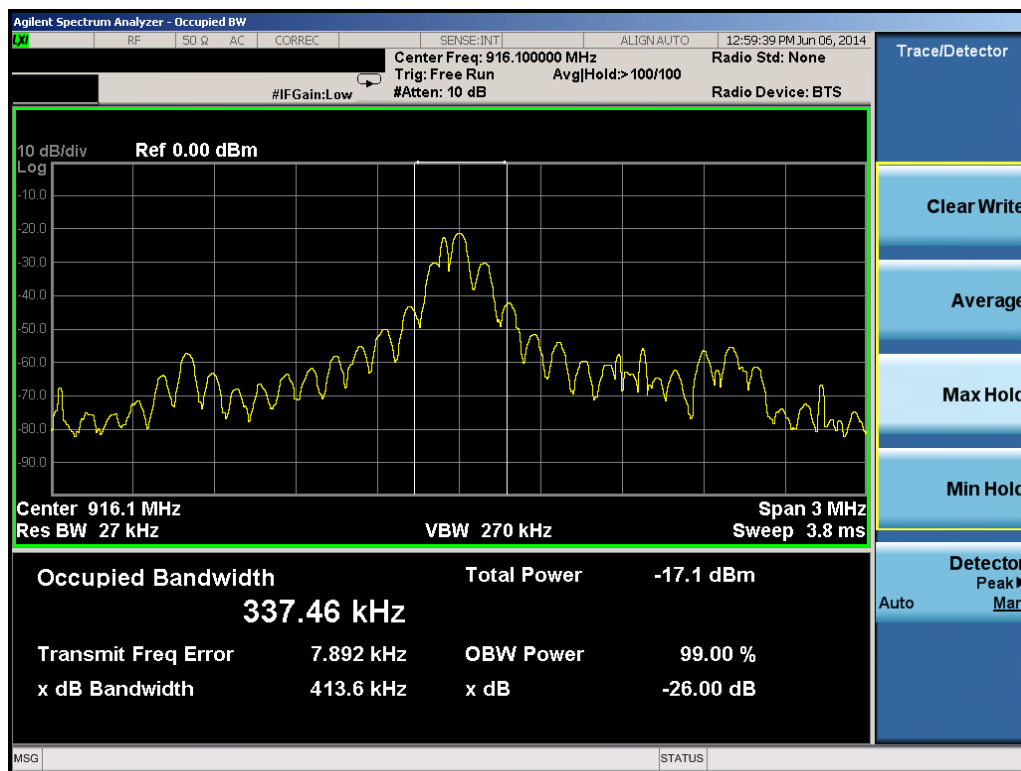 Agilent Spectrum Analyzer - Occupied BW
LXI RF 50 Ω AC CORREC SENSE:INT ALIGN AUTO 12:59:39 PM Jun 06, 2014
Center Freq: 916.100000 MHz Radio Std: None
Trig: Free Run Avg|Hold:>100/100
#IFGain:Low #Atten: 10 dB Radio Device: BTS
10 dB/div Ref 0.00 dBm
Log
-10.0
-20.0
-30.0
-40.0
-50.0
-60.0
-70.0
-80.0
-90.0
Center 916.1 MHz Span 3 MHz
Res BW 27 kHz VBW 270 kHz Sweep 3.8 ms
Occupied Bandwidth Total Power -17.1 dBm
337.46 kHz
Transmit Freq Error 7.892 kHz OBW Power 99.00 %
x dB Bandwidth 413.6 kHz x dB -26.00 dB
MSG STATUS
Trace/Detector
Clear Write
Average
Max Hold
Min Hold
Detector
Peak
Auto Man